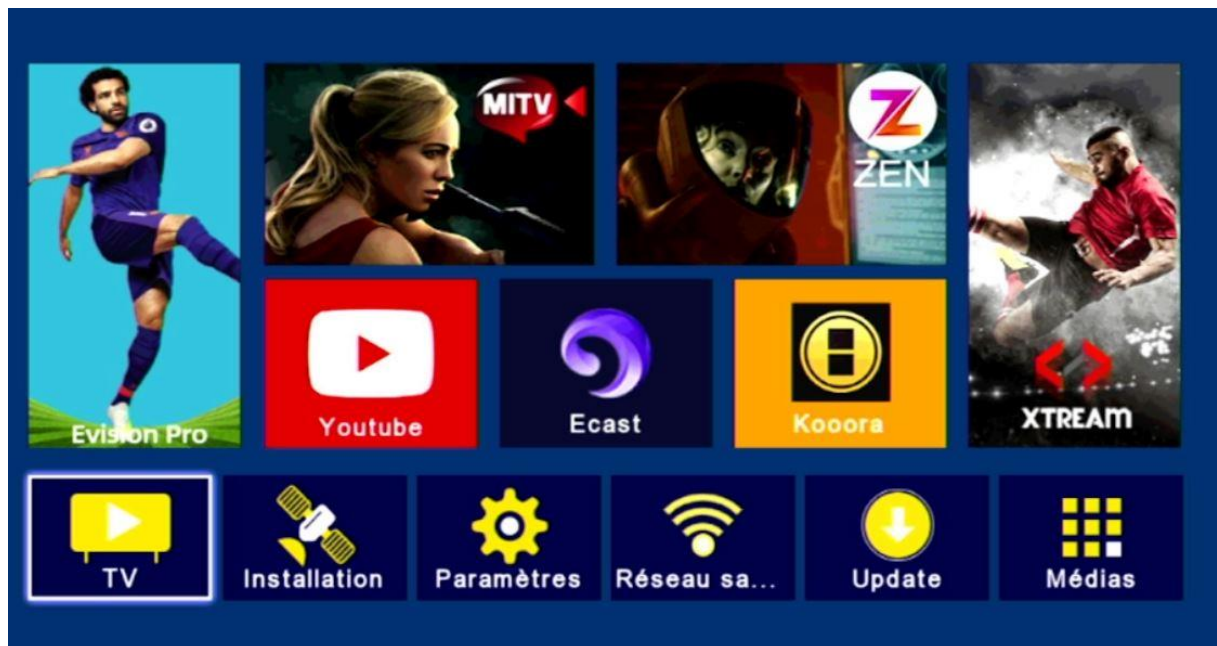 MITV
ZEN
Evision Pro
Youtube
Ecast
Kooora
XTREAM
TV
Installation
Paramètres
Réseau sa...
Update
Médias